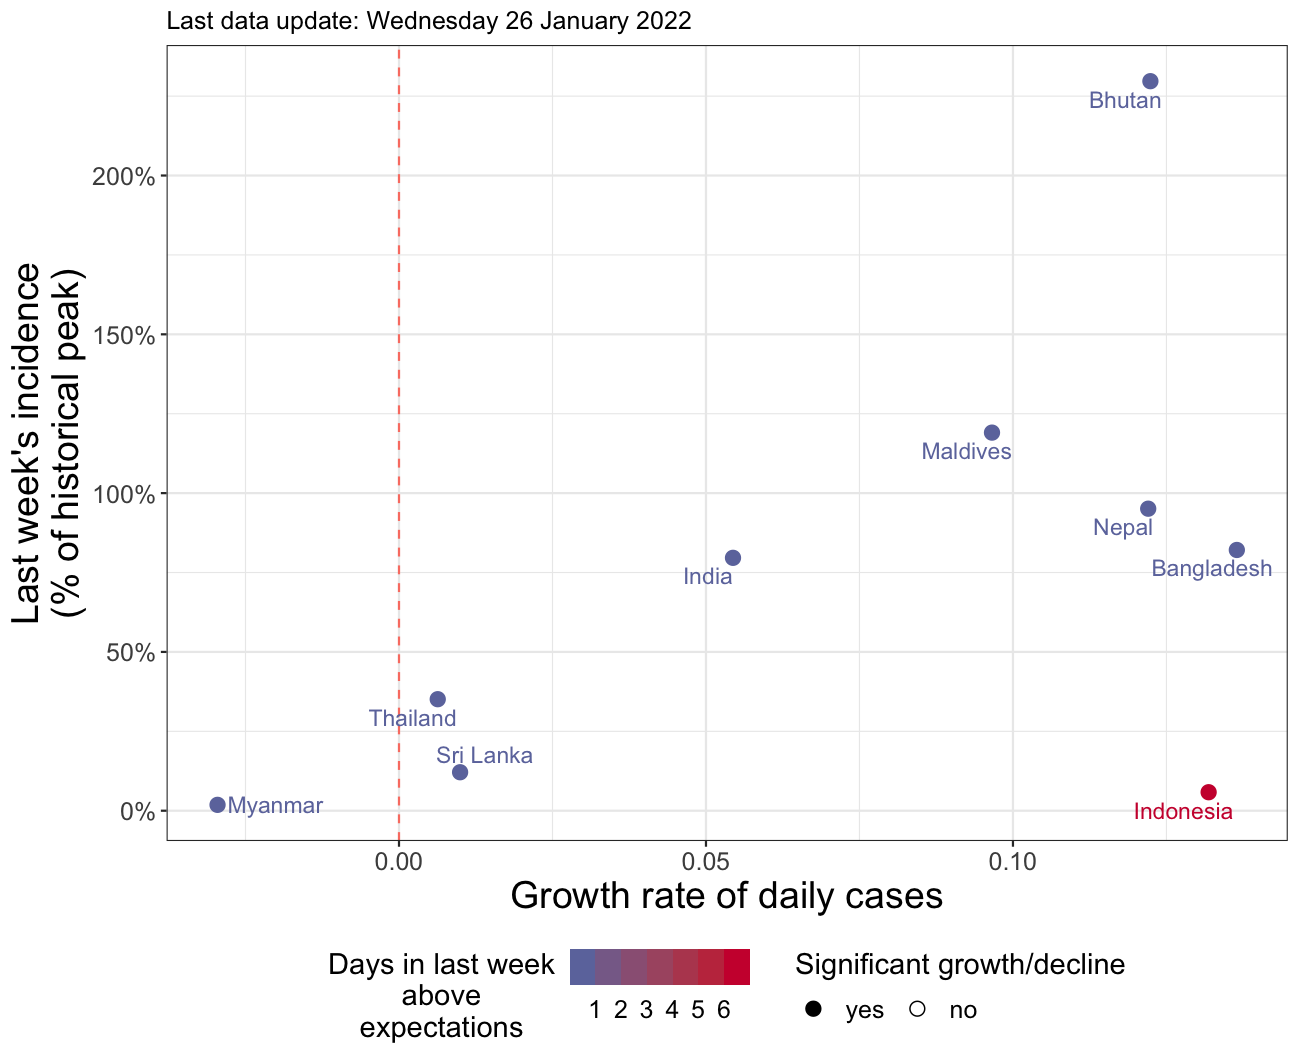 Last data update: Wednesday 26 January 2022
Last week's incidence
(% of historical peak)
200%
150%
100%
50%
0%
Bhutan
Maldives
Nepal
Bangladesh
India
Thailand
Sri Lanka
Myanmar
Indonesia
0.00 0.05 0.10
Growth rate of daily cases
Days in last week
above
expectations
1 2 3 4 5 6
Significant growth/decline
yes no